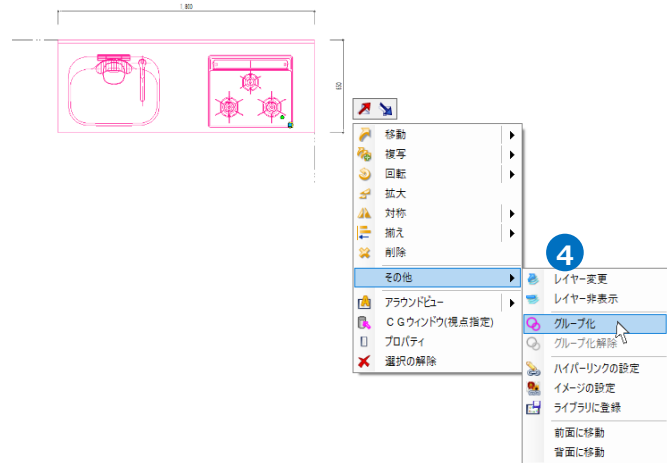 1,800
650
移動
複写
回転
拡大
対称
揃え
削除
その他
アラウンドビュー
ＣＧウィンドウ(視点指定)
プロパティ
選択の解除
4
レイヤー変更
レイヤー非表示
グループ化
グループ化解除
ハイパーリンクの設定
イメージの設定
ライブラリに登録
前面に移動
背面に移動